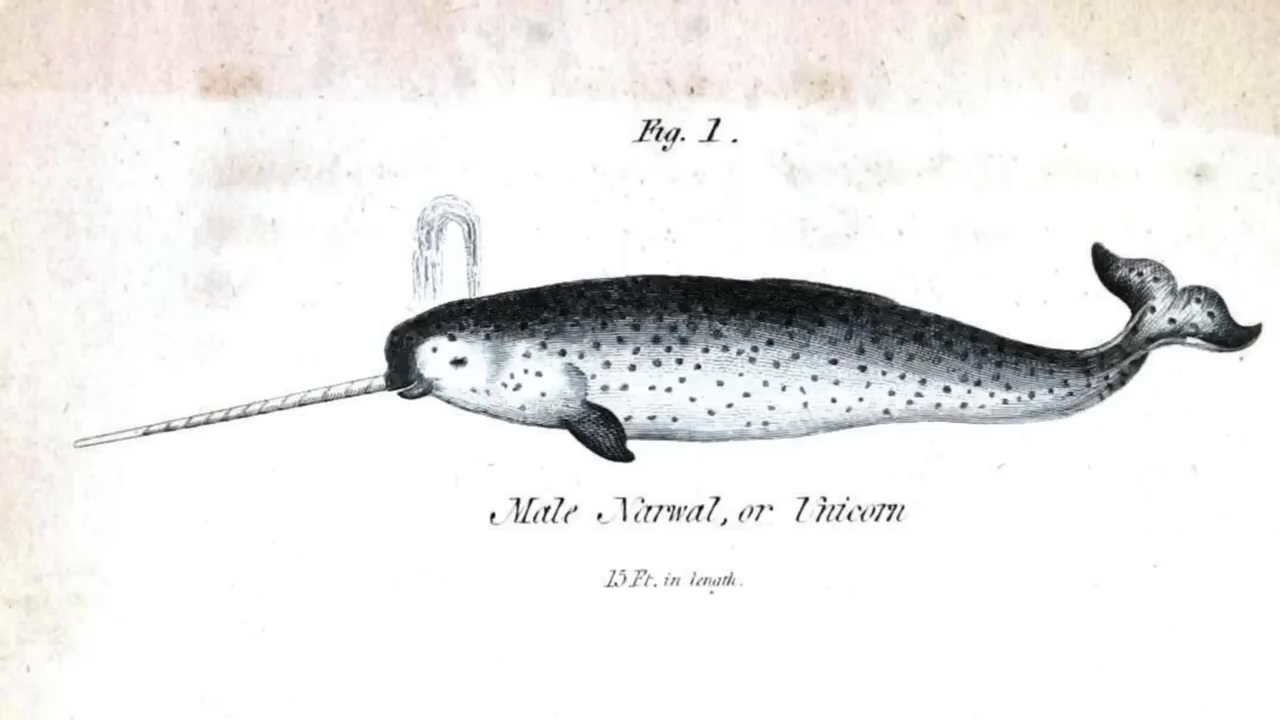 Fig. 1.
Male Narwal, or Unicorn
15 Ft. in length.